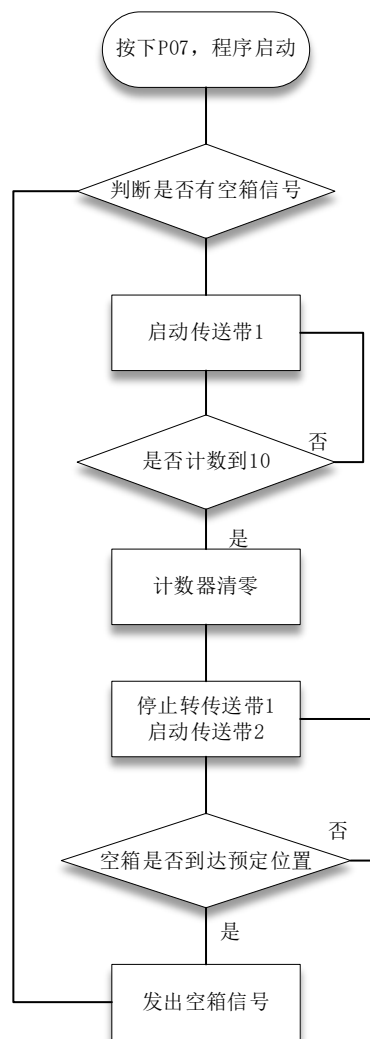 按下P07，程序启动
判断是否有空箱信号
启动传送带1
否
是否计数到10
是
计数器清零
停止转传送带1
启动传送带2
否
空箱是否到达预定位置
是
发出空箱信号